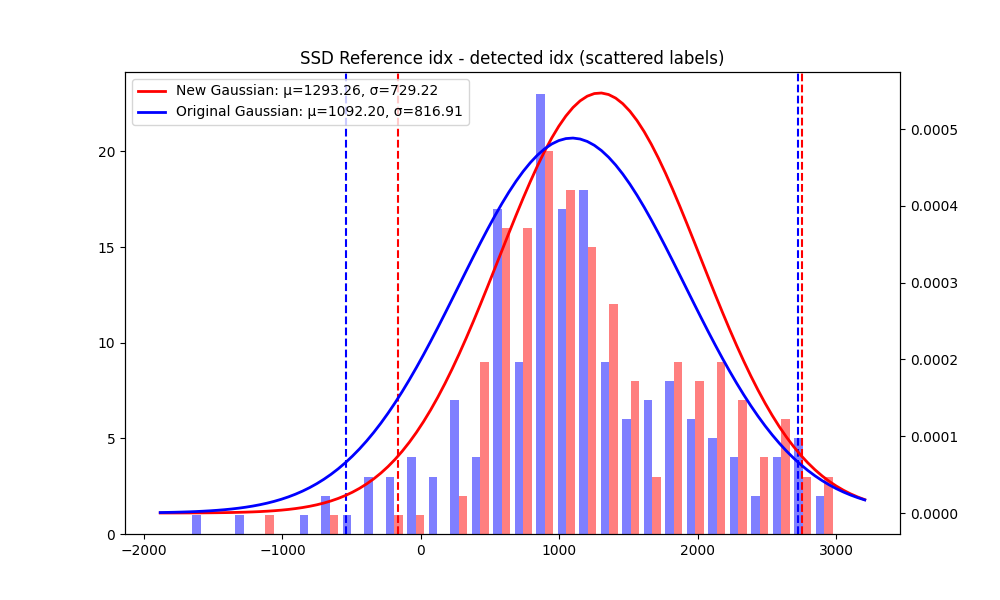 SSD Reference idx - detected idx (scattered labels)
New Gaussian: μ=1293.26, σ=729.22
Original Gaussian: μ=1092.20, σ=816.91
20
15
10
5
0
0.0005
0.0004
0.0003
0.0002
0.0001
0.0000
−2000 −1000 0 1000 2000 3000